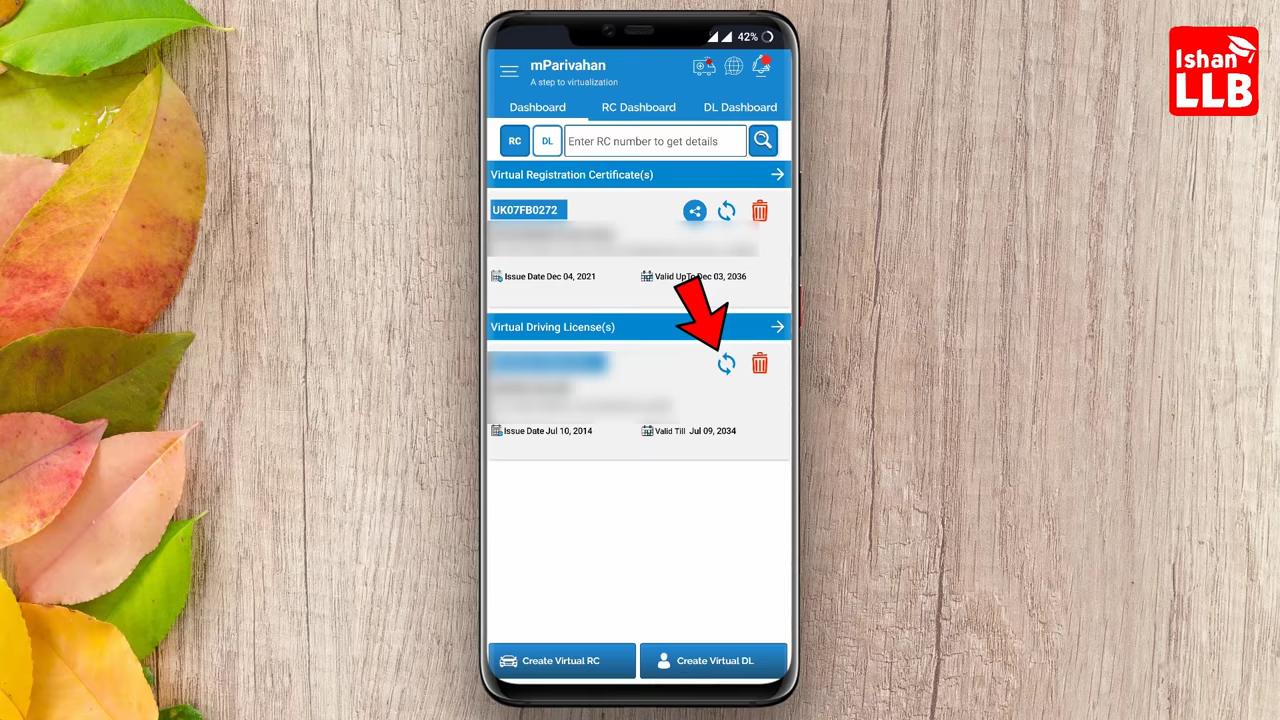 42%
mParivahan
A step to virtualization
Dashboard RC Dashboard DL Dashboard
RC DL Enter RC number to get details
Virtual Registration Certificate(s)
UK07FB0272
Issue Date Dec 04, 2021 Valid UpTo Dec 03, 2036
Virtual Driving License(s)
Issue Date Jul 10, 2014 Valid Till Jul 09, 2034
Create Virtual RC Create Virtual DL
Ishan
LLB